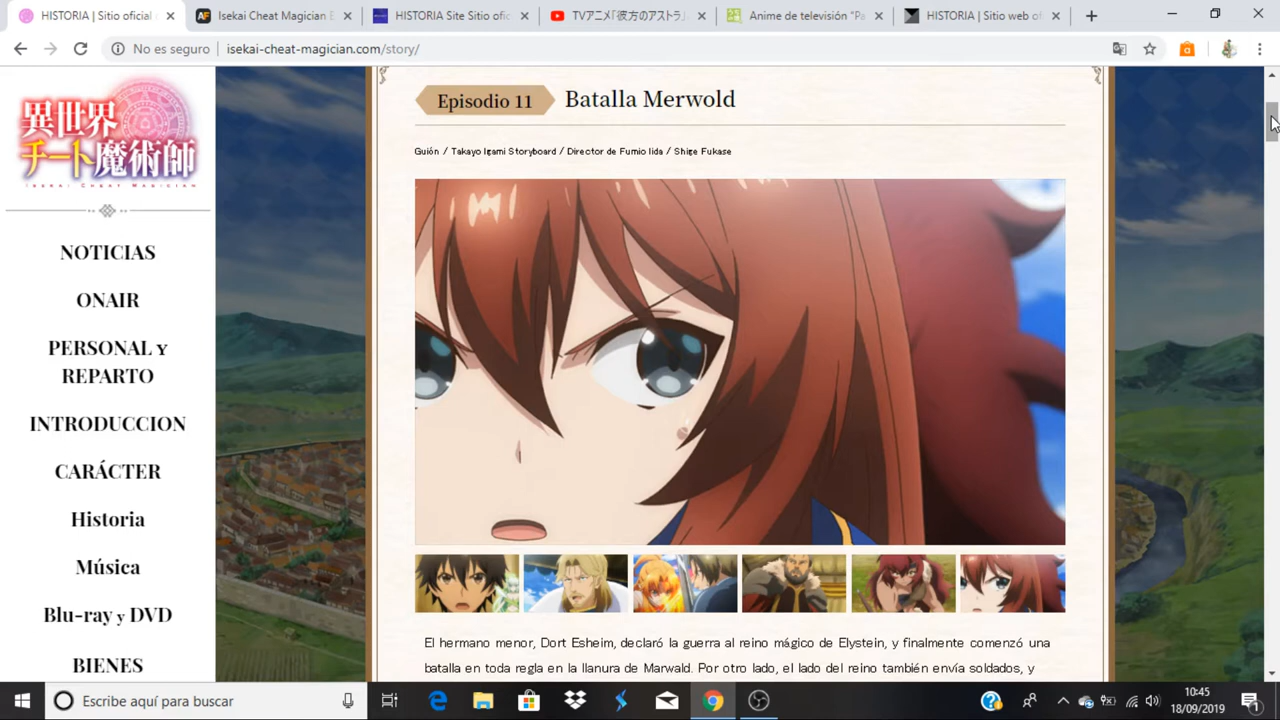 HISTORIA | Sitio oficial
Isekai Cheat Magician E
HISTORIA Site Sitio ofic
TVアニメ「彼方のアストラ」
Anime de televisión "Pa
HISTORIA | Sitio web of
No es seguro
isekai-cheat-magician.com/story/
異世界
チート魔術師
ISEKAI CHEAT MAGICIAN
NOTICIAS
ONAIR
PERSONAL Y
REPARTO
INTRODUCCION
CARÁCTER
Historia
Música
Blu-ray y DVD
BIENES
Episodio 11
Batalla Merwold
Guión / Takayo Igami Storyboard / Director de Fumio Iida / Shige Fukase
El hermano menor, Dort Esheim, declaró la guerra al reino mágico de Elystein, y finalmente comenzó una
batalla en toda regla en la llanura de Marwald. Por otro lado, el lado del reino también envía soldados, y
Escribe aquí para buscar
10:45
18/09/2019